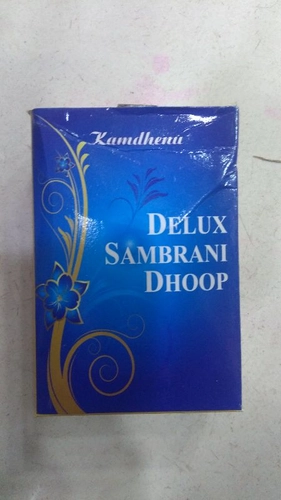 Kamdhenu
DELUX
SAMBRANI
DHOOP